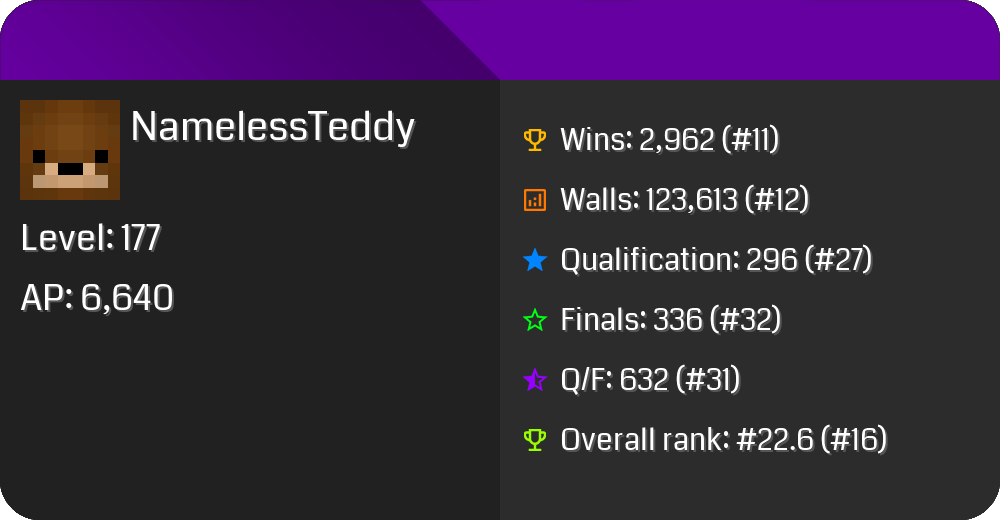 NamelessTeddy
Level: 177
AP: 6,640
Wins: 2,962 (#11)
Walls: 123,613 (#12)
Qualification: 296 (#27)
Finals: 336 (#32)
Q/F: 632 (#31)
Overall rank: #22.6 (#16)